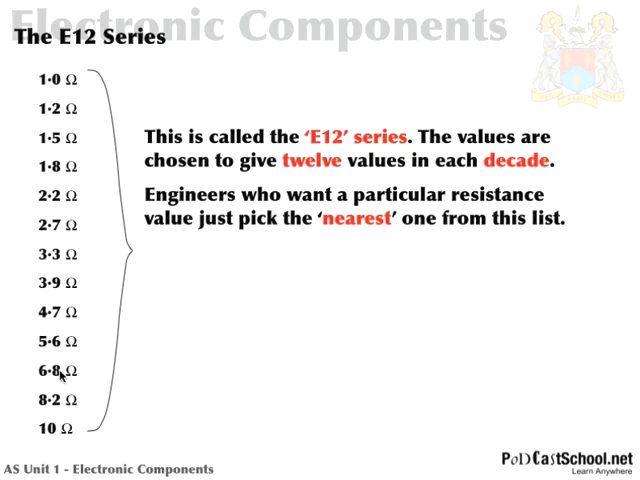 Electronic Components
The E12 Series
1·0 Ω
1·2 Ω
1·5 Ω
1·8 Ω
2·2 Ω
2·7 Ω
3·3 Ω
3·9 Ω
4·7 Ω
5·6 Ω
6·8 Ω
8·2 Ω
10 Ω
This is called the ‘E12’ series. The values are
chosen to give twelve values in each decade.
Engineers who want a particular resistance
value just pick the ‘nearest’ one from this list.
AS Unit 1 - Electronic Components
PoDCastSchool.net
Learn Anywhere